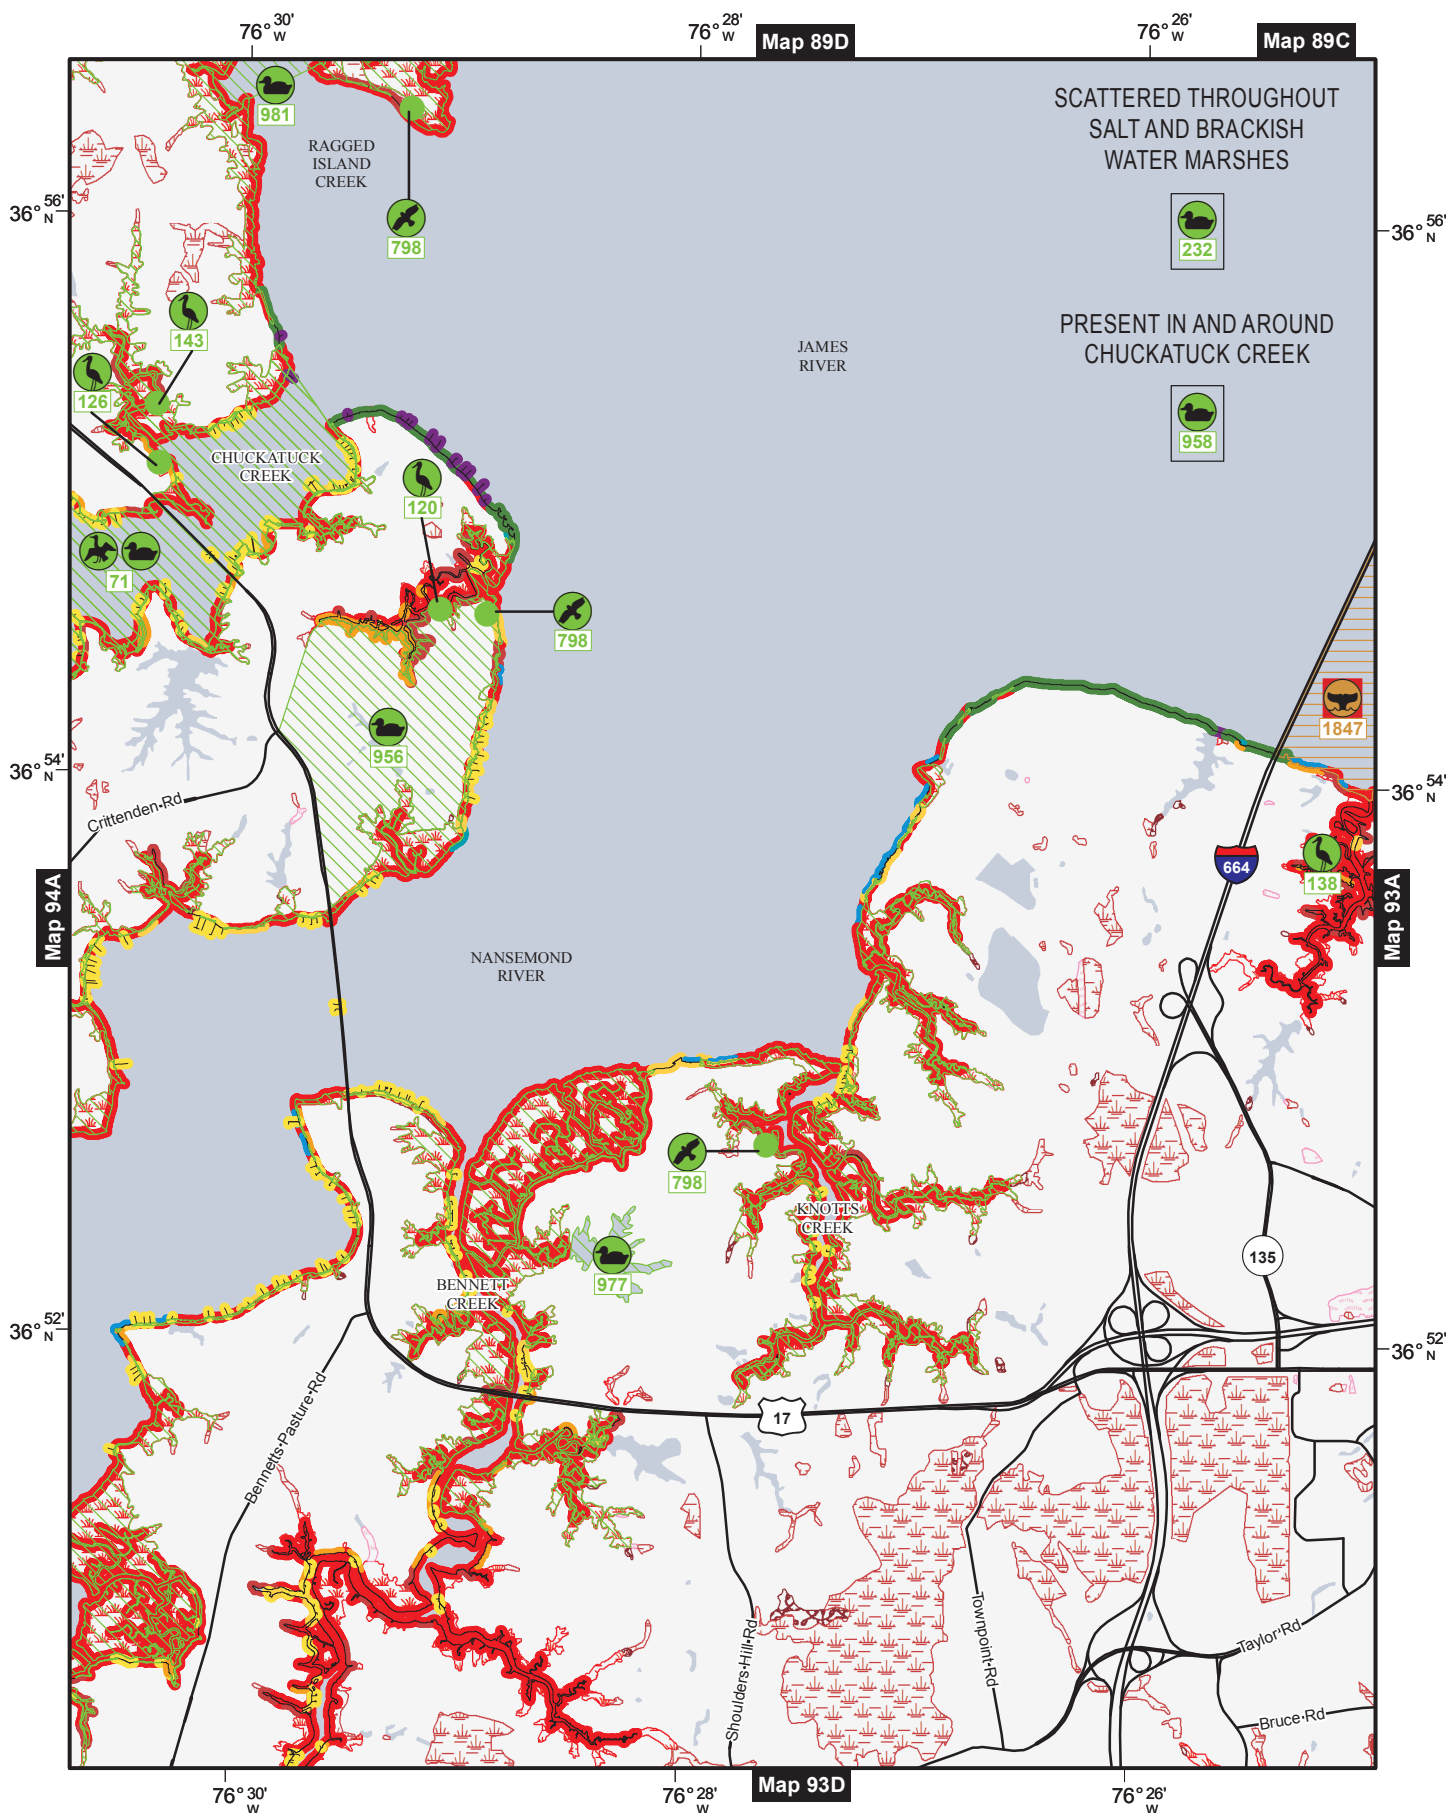 76° 30' W
76° 28' W
76° 26' W
Map 89D
Map 89C
981
RAGGED
ISLAND
CREEK
SCATTERED THROUGHOUT
SALT AND BRACKISH
WATER MARSHES
36° 56' N
798
232
36° 56' N
143
PRESENT IN AND AROUND
CHUCKATUCK CREEK
JAMES
RIVER
126
958
CHUCKATUCK
CREEK
120
71
798
1847
956
36° 54' N
36° 54' N
Crittenden Rd
664
138
Map 94A
Map 93A
NANSEMOND
RIVER
798
KNOTTS
CREEK
135
977
BENNETT
CREEK
36° 52' N
36° 52' N
Bennetts Pasture Rd
17
Shoulders Hill Rd
Townpoint Rd
Taylor Rd
Bruce Rd
Map 93D
76° 30' W
76° 28' W
76° 26' W